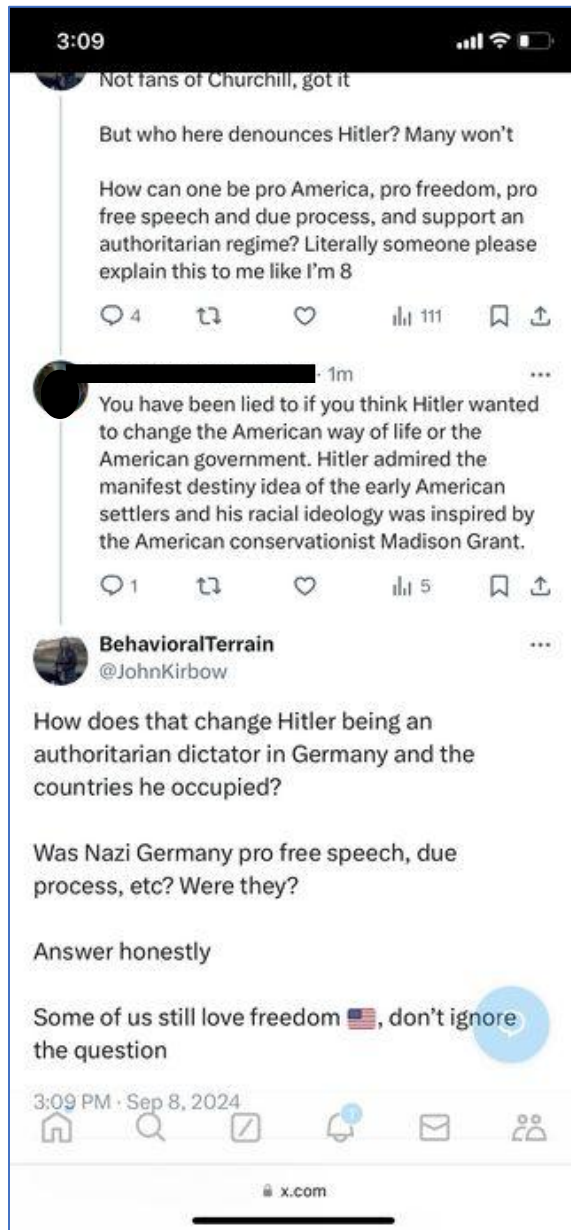 3:09
Not fans of Churchill, got it
But who here denounces Hitler? Many won't
How can one be pro America, pro freedom, pro
free speech and due process, and support an
authoritarian regime? Literally someone please
explain this to me like I'm 8
4 111
· 1m
You have been lied to if you think Hitler wanted
to change the American way of life or the
American government. Hitler admired the
manifest destiny idea of the early American
settlers and his racial ideology was inspired by
the American conservationist Madison Grant.
1 5
BehavioralTerrain
@JohnKirbow
How does that change Hitler being an
authoritarian dictator in Germany and the
countries he occupied?
Was Nazi Germany pro free speech, due
process, etc? Were they?
Answer honestly
Some of us still love freedom 🇺🇸, don't ignore
the question
3:09 PM · Sep 8, 2024
1
x.com